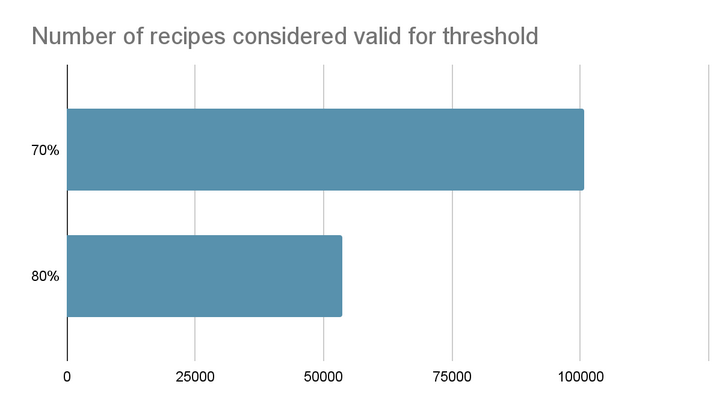 Number of recipes considered valid for threshold
70%
80%
0 25000 50000 75000 100000